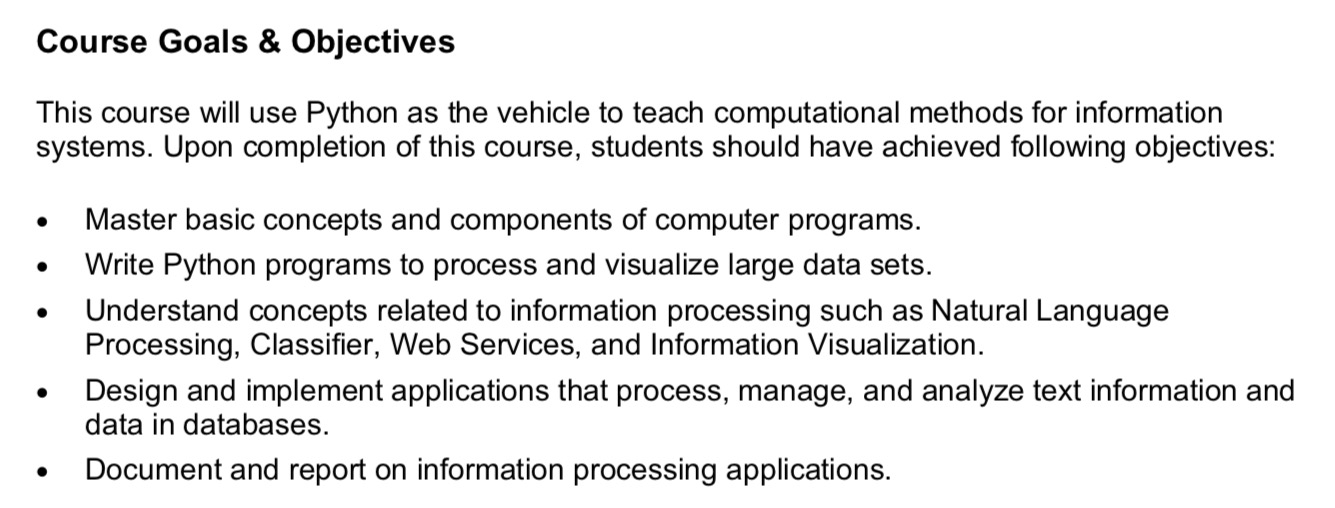 Course Goals & Objectives
This course will use Python as the vehicle to teach computational methods for information
systems. Upon completion of this course, students should have achieved following objectives:
• Master basic concepts and components of computer programs.
• Write Python programs to process and visualize large data sets.
• Understand concepts related to information processing such as Natural Language
Processing, Classifier, Web Services, and Information Visualization.
• Design and implement applications that process, manage, and analyze text information and
data in databases.
• Document and report on information processing applications.